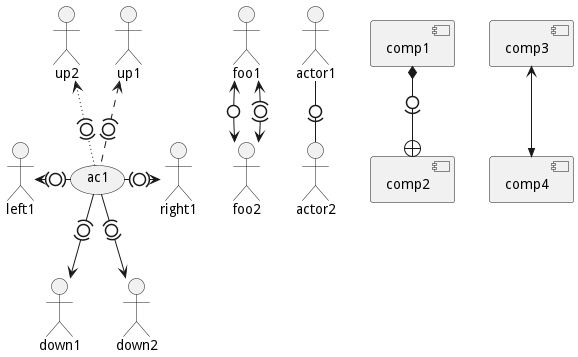 up2
up1
foo1
actor1
comp1
comp3
ac1
left1
right1
foo2
actor2
comp2
comp4
down1
down2